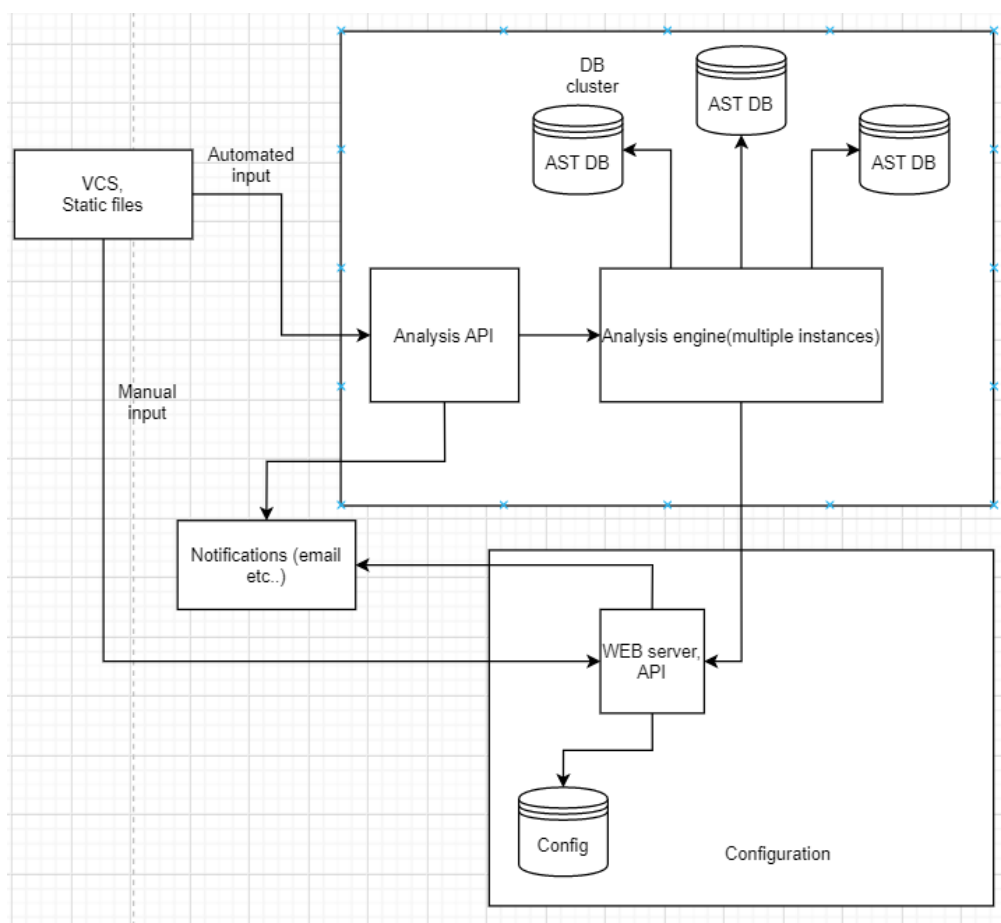 DB
cluster
AST DB
AST DB
AST DB
Automated
input
VCS,
Static files
Analysis API
Analysis engine(multiple instances)
Manual
input
Notifications (email
etc..)
WEB server,
API
Config
Configuration